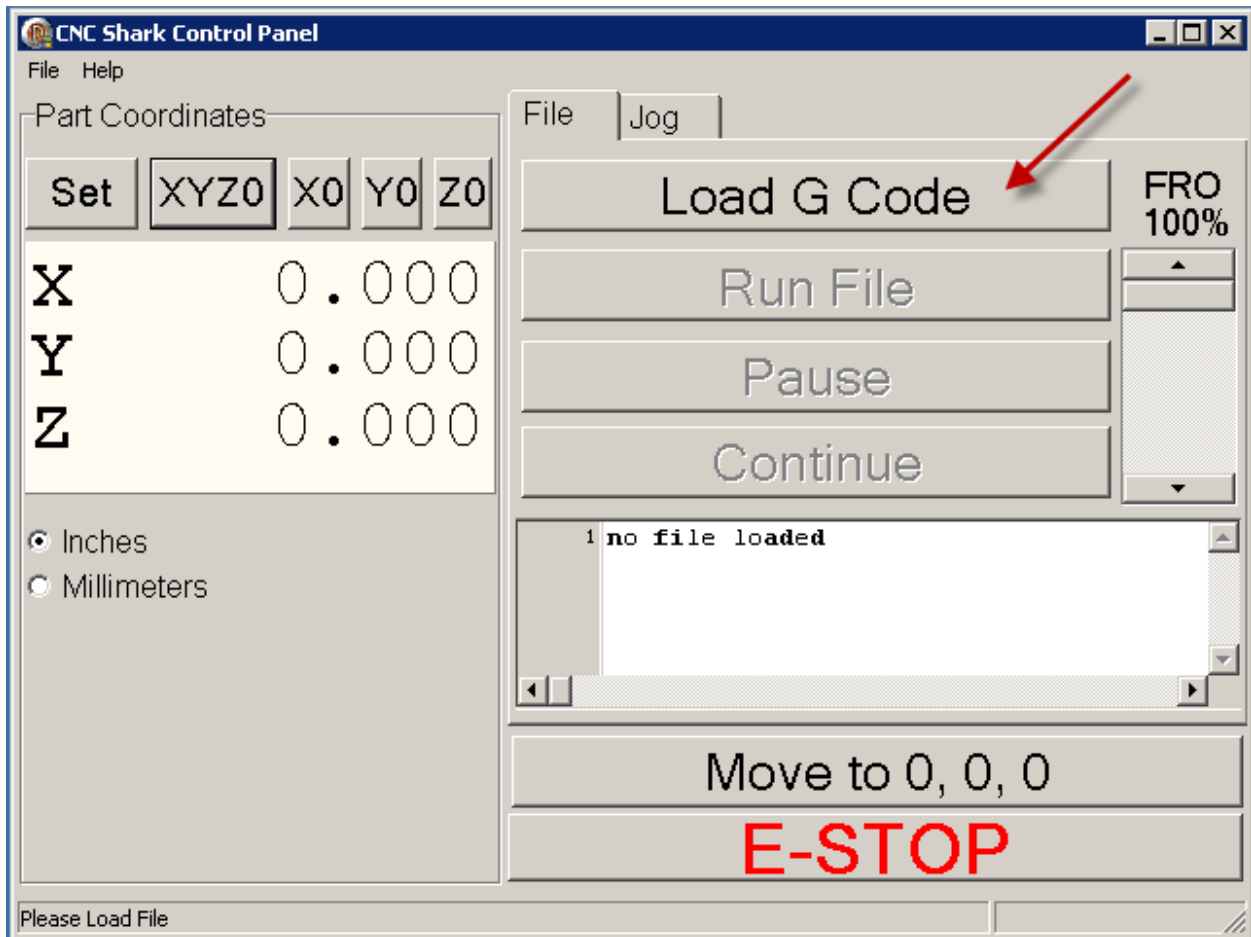 CNC Shark Control Panel
File Help
Part Coordinates
File Jog
Set XYZ0 X0 Y0 Z0
Load G Code
FRO
100%
X 0.000
Y 0.000
Z 0.000
Run File
Pause
Continue
Inches
Millimeters
1 no file loaded
Move to 0, 0, 0
E-STOP
Please Load File